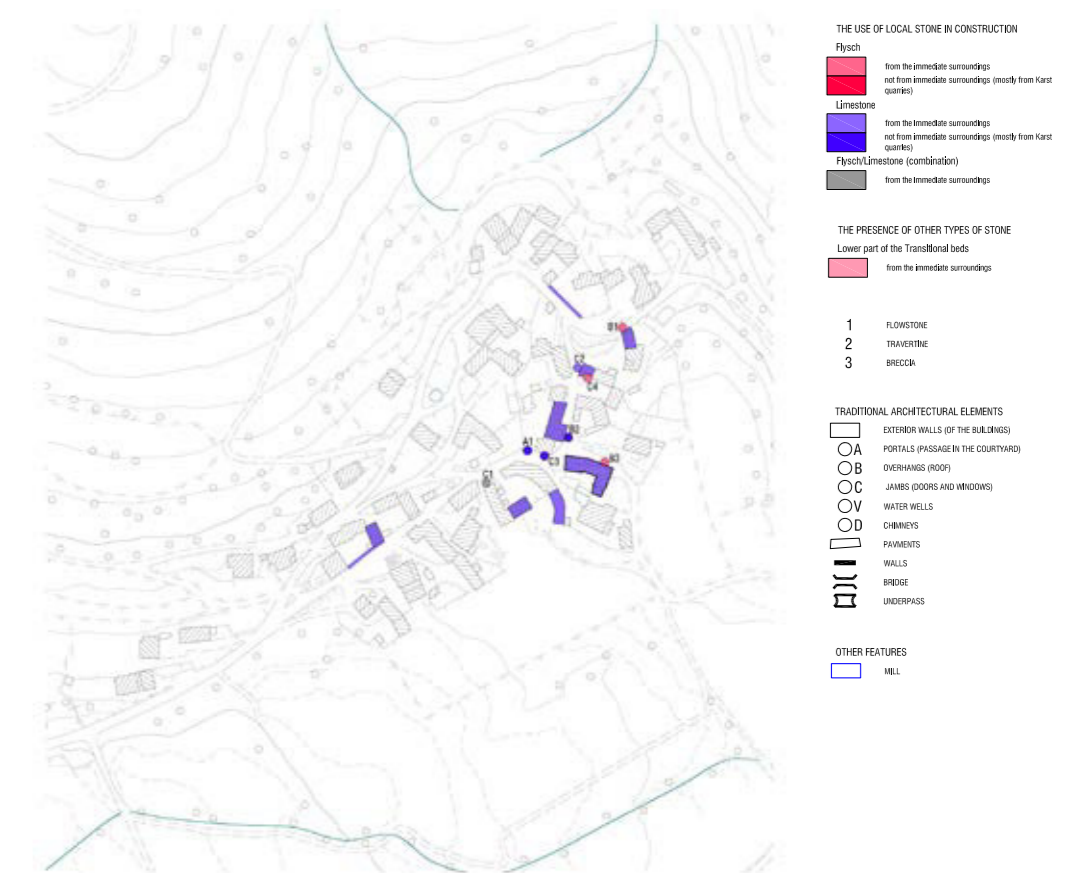 THE USE OF LOCAL STONE IN CONSTRUCTION
Flysch
from the immediate surroundings
not from immediate surroundings (mostly from Karst
quarries)
Limestone
from the immediate surroundings
not from immediate surroundings (mostly from Karst
quarries)
Flysch/Limestone (combination)
from the immediate surroundings
THE PRESENCE OF OTHER TYPES OF STONE
Lower part of the Transitional beds
from the immediate surroundings
1 FLOWSTONE
2 TRAVERTINE
3 BRECCIA
TRADITIONAL ARCHITECTURAL ELEMENTS
EXTERIOR WALLS (OF THE BUILDINGS)
A PORTALS (PASSAGE IN THE COURTYARD)
B OVERHANGS (ROOF)
C JAMBS (DOORS AND WINDOWS)
V WATER WELLS
D CHIMNEYS
PAVMENTS
WALLS
BRIDGE
UNDERPASS
OTHER FEATURES
MILL
B1
C2
C4
B2
A1
C3
C1